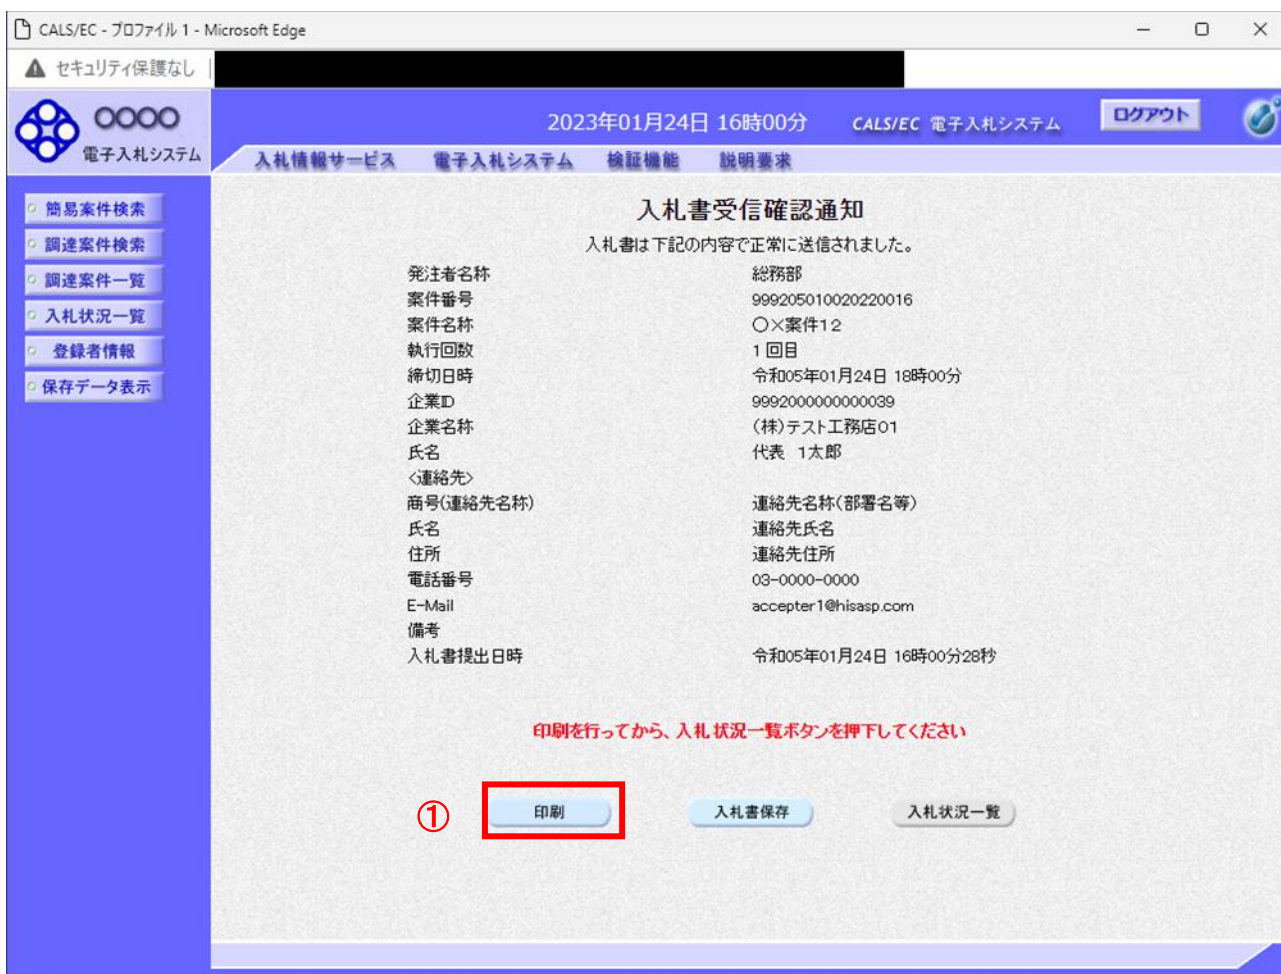 CALS/EC - プロファイル 1 - Microsoft Edge
セキュリティ保護なし
○○○○
電子入札システム
2023年01月24日 16時00分 CALS/EC 電子入札システム ログアウト
入札情報サービス 電子入札システム 検証機能 説明要求
簡易案件検索
調達案件検索
調達案件一覧
入札状況一覧
登録者情報
保存データ表示
入札書受信確認通知
入札書は下記の内容で正常に送信されました。
発注者名称 総務部
案件番号 999205010020220016
案件名称 ○×案件12
執行回数 1回目
締切日時 令和05年01月24日 18時00分
企業ID 9992000000000039
企業名称 (株)テスト工務店01
氏名 代表 1太郎
<連絡先>
商号(連絡先名称) 連絡先名称(部署名等)
氏名 連絡先氏名
住所 連絡先住所
電話番号 03-0000-0000
E-Mail accepter1@hisasp.com
備考
入札書提出日時 令和05年01月24日 16時00分28秒
印刷を行ってから、入札状況一覧ボタンを押下してください
① 印刷 入札書保存 入札状況一覧